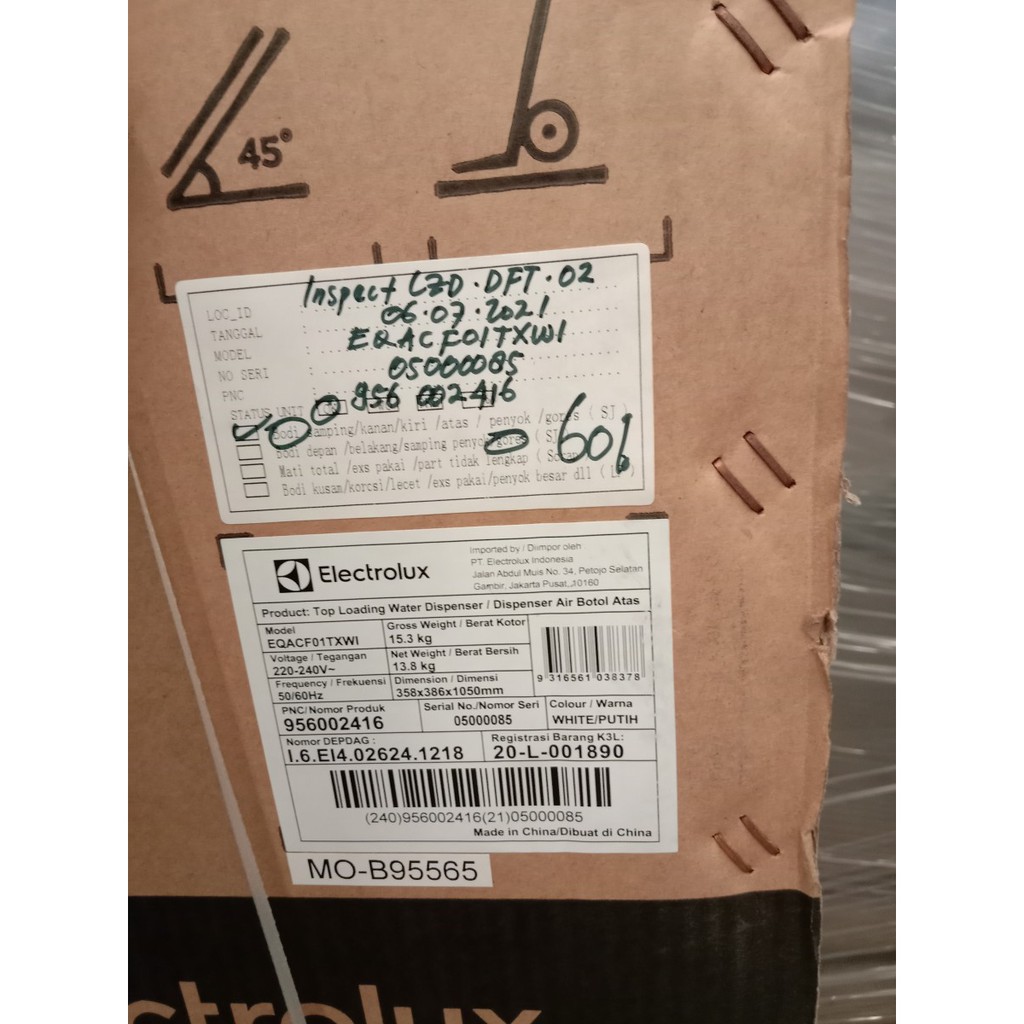 45°
Inspect LZD.DFT.02
LOC_ID :
06.07.2021
TANGGAL :
EQACF01TXWI
MODEL :
05000085
NO SERI :
956 002416
PNC
STATUS UNIT
Bodi samping/kanan/kiri /atas / penyok /gores ( SJ )
Bodi depan /belakang/samping penyok/gores (
60%
Mati total /exs pakai /part tidak lengkap (
Bodi kusam/korosi/lecet /exs pakai/penyok besar dll (
Electrolux
Imported by / Diimpor oleh
PT. Electrolux Indonesia
Jalan Abdul Muis No. 34, Petojo Selatan
Gambir, Jakarta Pusat, 10160
Product: Top Loading Water Dispenser / Dispenser Air Botol Atas
Model
EQACF01TXWI
Gross Weight / Berat Kotor
15.3 kg
Voltage / Tegangan
220-240V~
Net Weight / Berat Bersih
13.8 kg
Frequency / Frekuensi
50/60Hz
Dimension / Dimensi
358x386x1050mm
9 316561 038378
PNC/Nomor Produk
956002416
Serial No./Nomor Seri
05000085
Colour / Warna
WHITE/PUTIH
Nomor DEPDAG :
I.6.EI4.02624.1218
Registrasi Barang K3L:
20-L-001890
(240)956002416(21)05000085
Made in China/Dibuat di China
MO-B95565
ctrolux